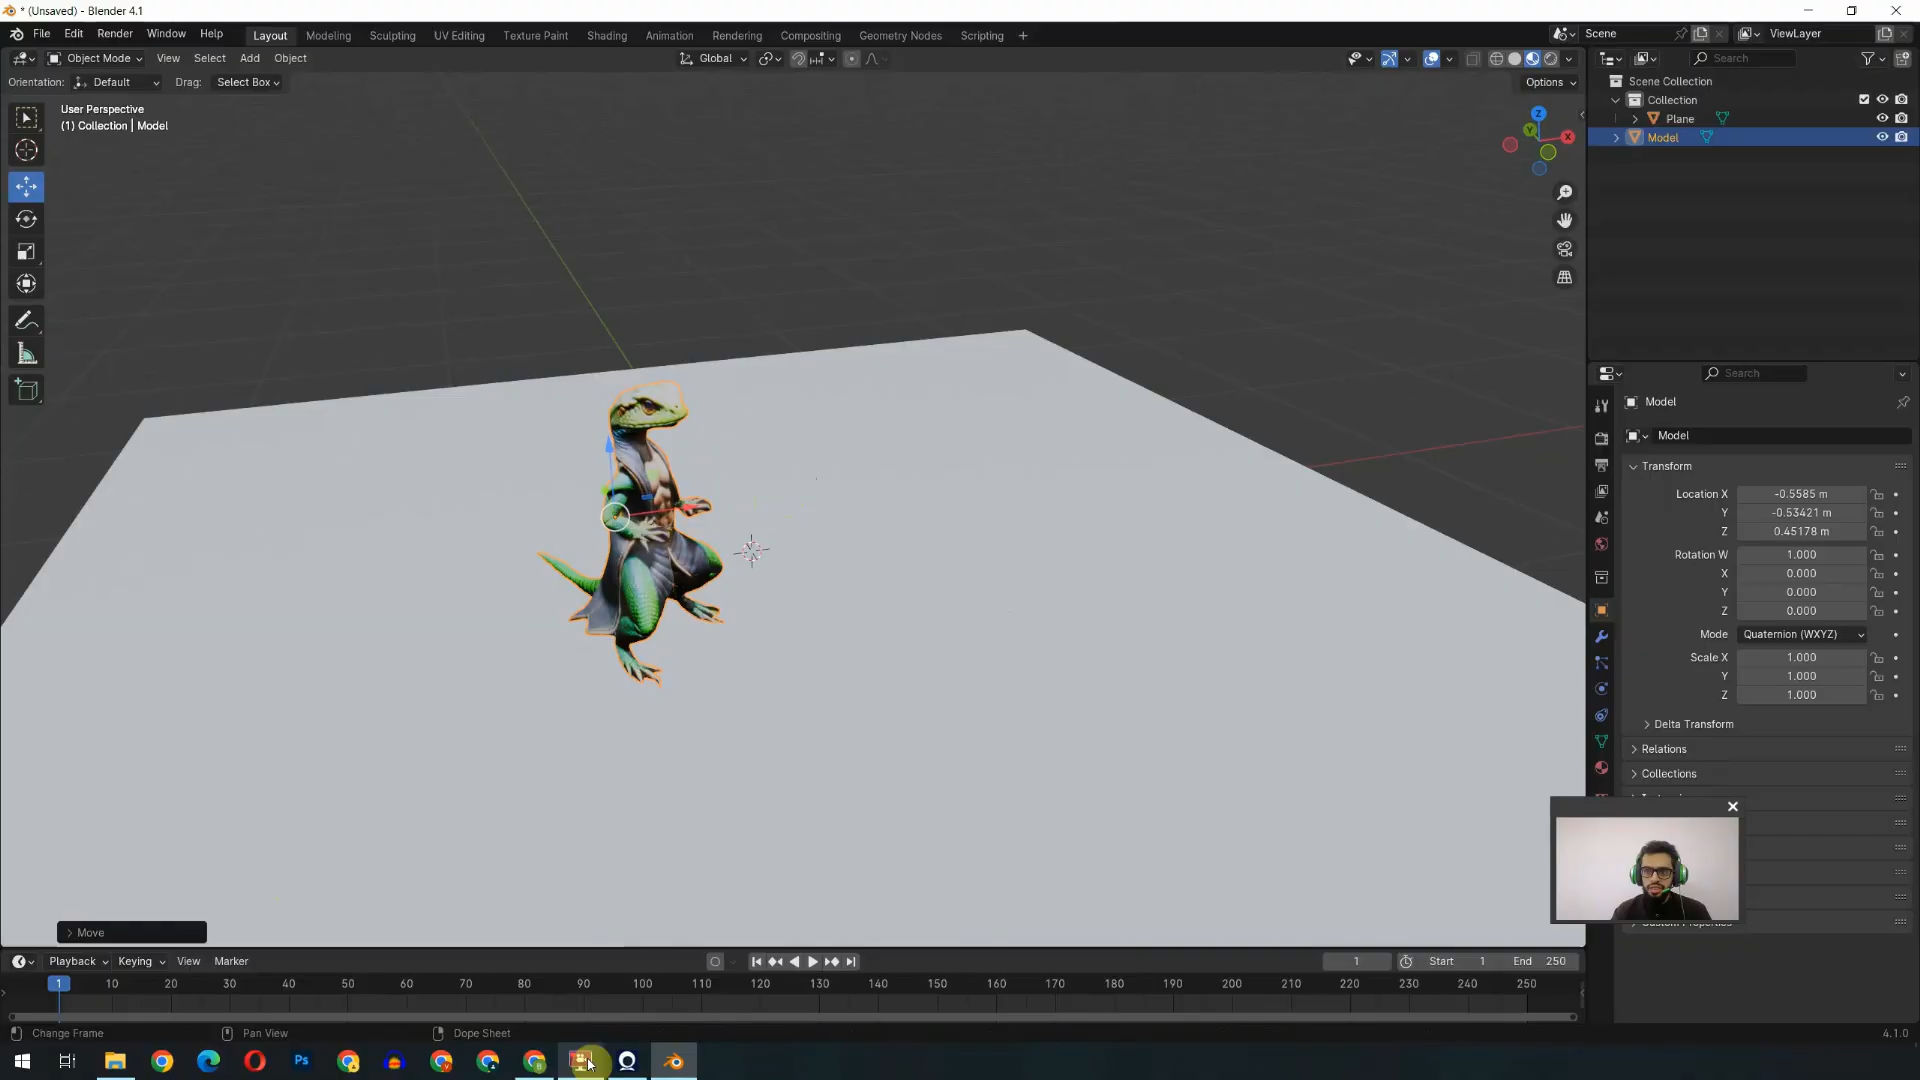 * (Unsaved) - Blender 4.1
File Edit Render Window Help Layout Modeling Sculpting UV Editing Texture Paint Shading Animation Rendering Compositing Geometry Nodes Scripting + Scene ViewLayer
Object Mode View Select Add Object Global Search
Orientation: Default Drag: Select Box Options
Scene Collection
Collection
Plane
Model
User Perspective
(1) Collection | Model
Z
Y
X
Search
Model
Model
Transform
Location X -0.5585 m
Y -0.53421 m
Z 0.45178 m
Rotation W 1.000
X 0.000
Y 0.000
Z 0.000
Mode Quaternion (WXYZ)
Scale X 1.000
Y 1.000
Z 1.000
Delta Transform
Relations
Collections
Move
Playback Keying View Marker 1 Start 1 End 250
1 10 20 30 40 50 60 70 80 90 100 110 120 130 140 150 160 170 180 190 200 210 220 230 240 250
Change Frame Pan View Dope Sheet 4.1.0
Ps